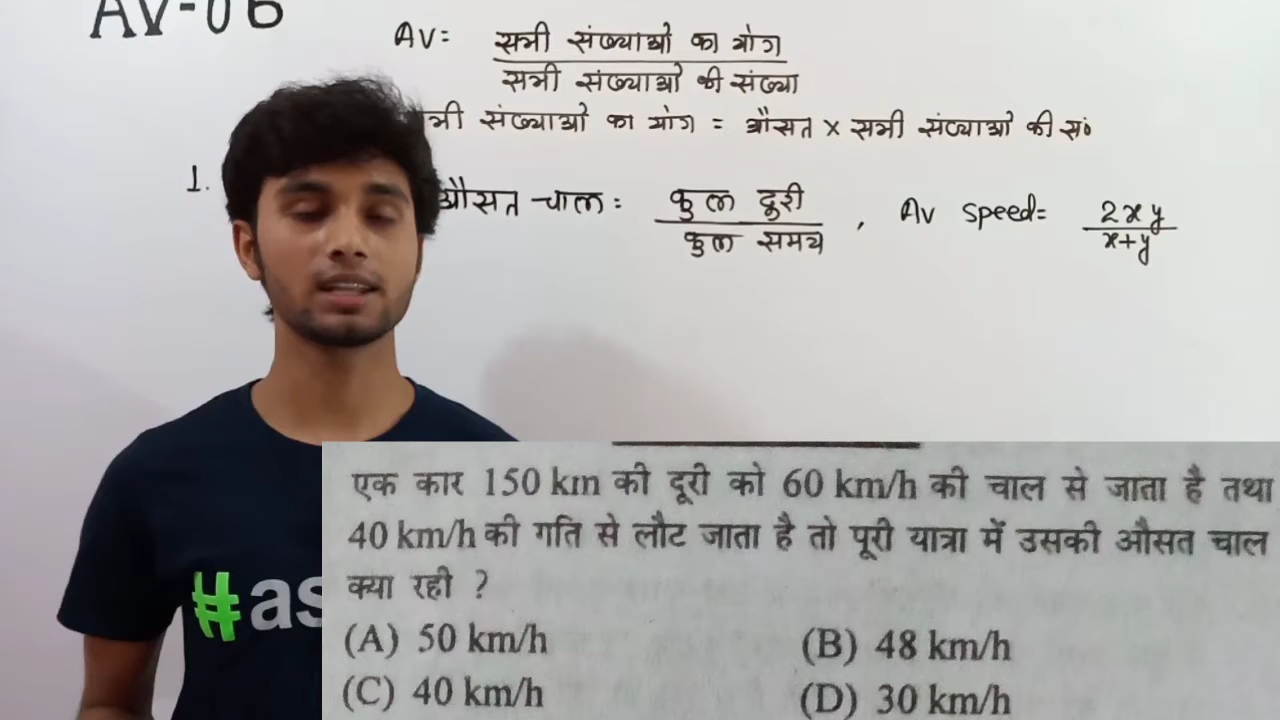 AV-06
AV= सभी संख्याओं का योग
सभी संख्याओं की संख्या
संख्याओं का योग = औसत x सभी संख्याओं की सं०
1. औसत चाल = कुल दूरी , Av speed= 2xy
कुल समय x+y
#as
एक कार 150 km की दूरी को 60 km/h की चाल से जाता है तथा
40 km/h की गति से लौट जाता है तो पूरी यात्रा में उसकी औसत चाल
क्या रही ?
(A) 50 km/h (B) 48 km/h
(C) 40 km/h (D) 30 km/h